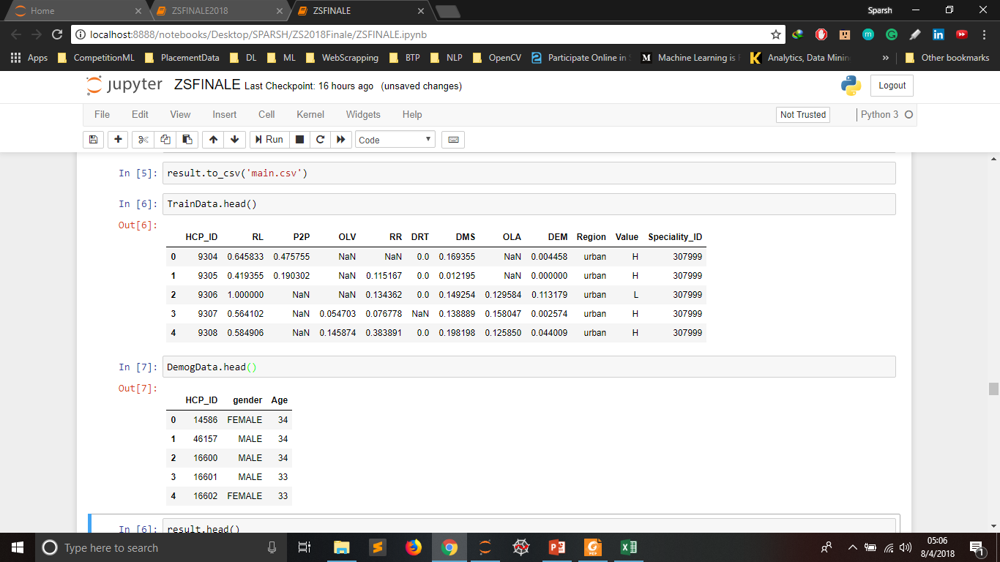 Home
ZSFINALE2018
ZSFINALE
Sparsh
localhost:8888/notebooks/Desktop/SPARSH/ZS2018Finale/ZSFINALE.ipynb
Apps CompetitionML PlacementData DL ML WebScrapping BTP NLP OpenCV Participate Online in Machine Learning is Analytics, Data Mining » Other bookmarks
jupyter ZSFINALE Last Checkpoint: 16 hours ago (unsaved changes) Logout
File Edit View Insert Cell Kernel Widgets Help Not Trusted Python 3
Run Code
In [5]: result.to_csv('main.csv')
In [6]: TrainData.head()
Out[6]:
HCP_ID RL P2P OLV RR DRT DMS OLA DEM Region Value Speciality_ID
0 9304 0.645833 0.475755 NaN NaN 0.0 0.169355 NaN 0.004458 urban H 307999
1 9305 0.419355 0.190302 NaN 0.115167 0.0 0.012195 NaN 0.000000 urban H 307999
2 9306 1.000000 NaN NaN 0.134362 0.0 0.149254 0.129584 0.113179 urban L 307999
3 9307 0.564102 NaN 0.054703 0.076778 NaN 0.138889 0.158047 0.002574 urban H 307999
4 9308 0.584906 NaN 0.145874 0.383891 0.0 0.198198 0.125850 0.044009 urban H 307999
In [7]: DemogData.head()
Out[7]:
HCP_ID gender Age
0 14586 FEMALE 34
1 46157 MALE 34
2 16600 MALE 34
3 16601 MALE 33
4 16602 FEMALE 33
In [6]: result.head()
Type here to search
05:06
8/4/2018
1